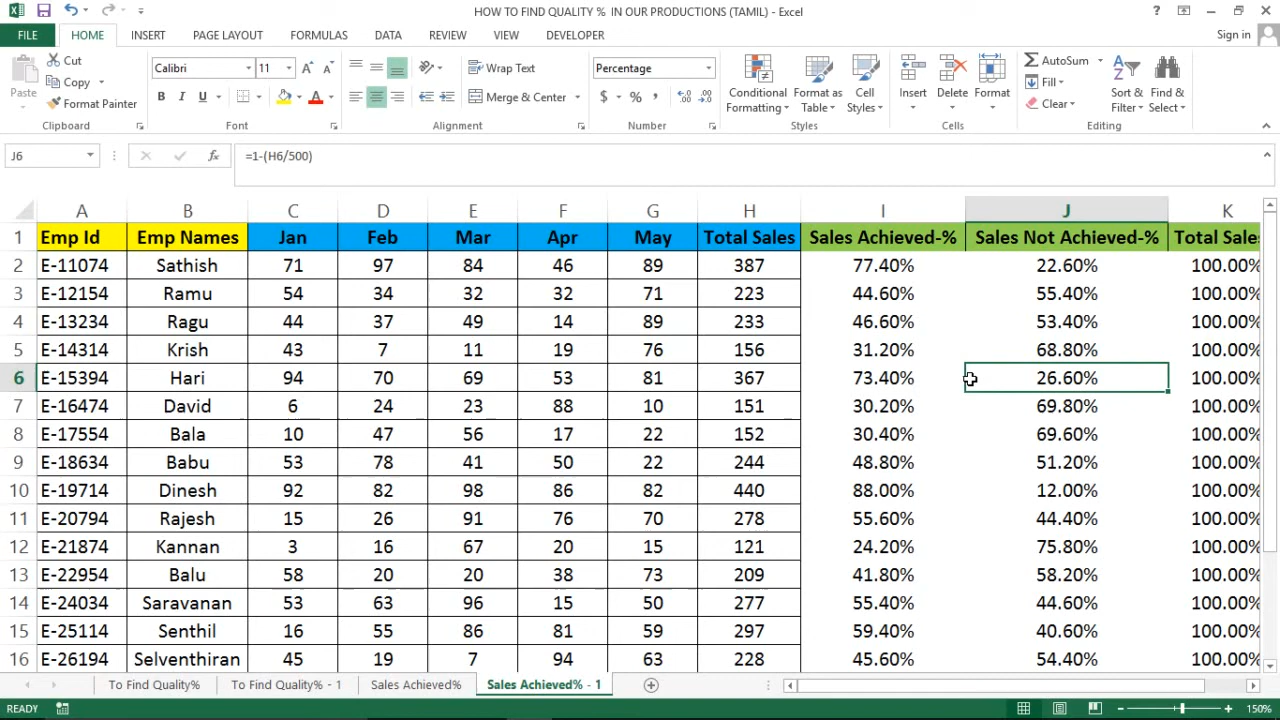 HOW TO FIND QUALITY % IN OUR PRODUCTIONS (TAMIL) - Excel
FILE HOME INSERT PAGE LAYOUT FORMULAS DATA REVIEW VIEW DEVELOPER Sign in
Paste Cut Copy Format Painter
Calibri 11
B I U A
Wrap Text
Merge & Center
Percentage
$ % ,
Conditional Formatting
Format as Table
Cell Styles
Insert Delete Format
AutoSum
Fill
Clear
Sort & Filter
Find & Select
Clipboard Font Alignment Number Styles Cells Editing
J6 fx =1-(H6/500)
A B C D E F G H I J K
1 Emp Id Emp Names Jan Feb Mar Apr May Total Sales Sales Achieved-% Sales Not Achieved-% Total Sales
2 E-11074 Sathish 71 97 84 46 89 387 77.40% 22.60% 100.00%
3 E-12154 Ramu 54 34 32 32 71 223 44.60% 55.40% 100.00%
4 E-13234 Ragu 44 37 49 14 89 233 46.60% 53.40% 100.00%
5 E-14314 Krish 43 7 11 19 76 156 31.20% 68.80% 100.00%
6 E-15394 Hari 94 70 69 53 81 367 73.40% 26.60% 100.00%
7 E-16474 David 6 24 23 88 10 151 30.20% 69.80% 100.00%
8 E-17554 Bala 10 47 56 17 22 152 30.40% 69.60% 100.00%
9 E-18634 Babu 53 78 41 50 22 244 48.80% 51.20% 100.00%
10 E-19714 Dinesh 92 82 98 86 82 440 88.00% 12.00% 100.00%
11 E-20794 Rajesh 15 26 91 76 70 278 55.60% 44.40% 100.00%
12 E-21874 Kannan 3 16 67 20 15 121 24.20% 75.80% 100.00%
13 E-22954 Balu 58 20 20 38 73 209 41.80% 58.20% 100.00%
14 E-24034 Saravanan 53 63 96 15 50 277 55.40% 44.60% 100.00%
15 E-25114 Senthil 16 55 86 81 59 297 59.40% 40.60% 100.00%
16 E-26194 Selventhiran 45 19 7 94 63 228 45.60% 54.40% 100.00%
To Find Quality% To Find Quality% - 1 Sales Achieved% Sales Achieved% - 1
READY 150%